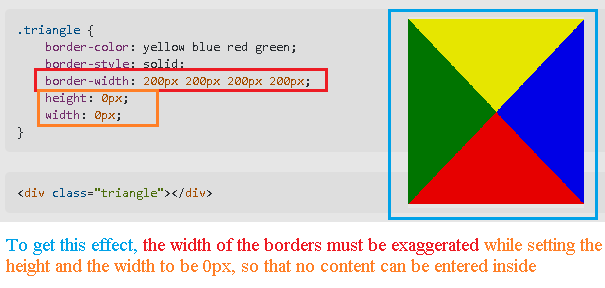 .triangle {
border-color: yellow blue red green;
border-style: solid;
border-width: 200px 200px 200px 200px;
height: 0px;
width: 0px;
}
<div class="triangle"></div>
To get this effect, the width of the borders must be exaggerated while setting the
height and the width to be 0px, so that no content can be entered inside